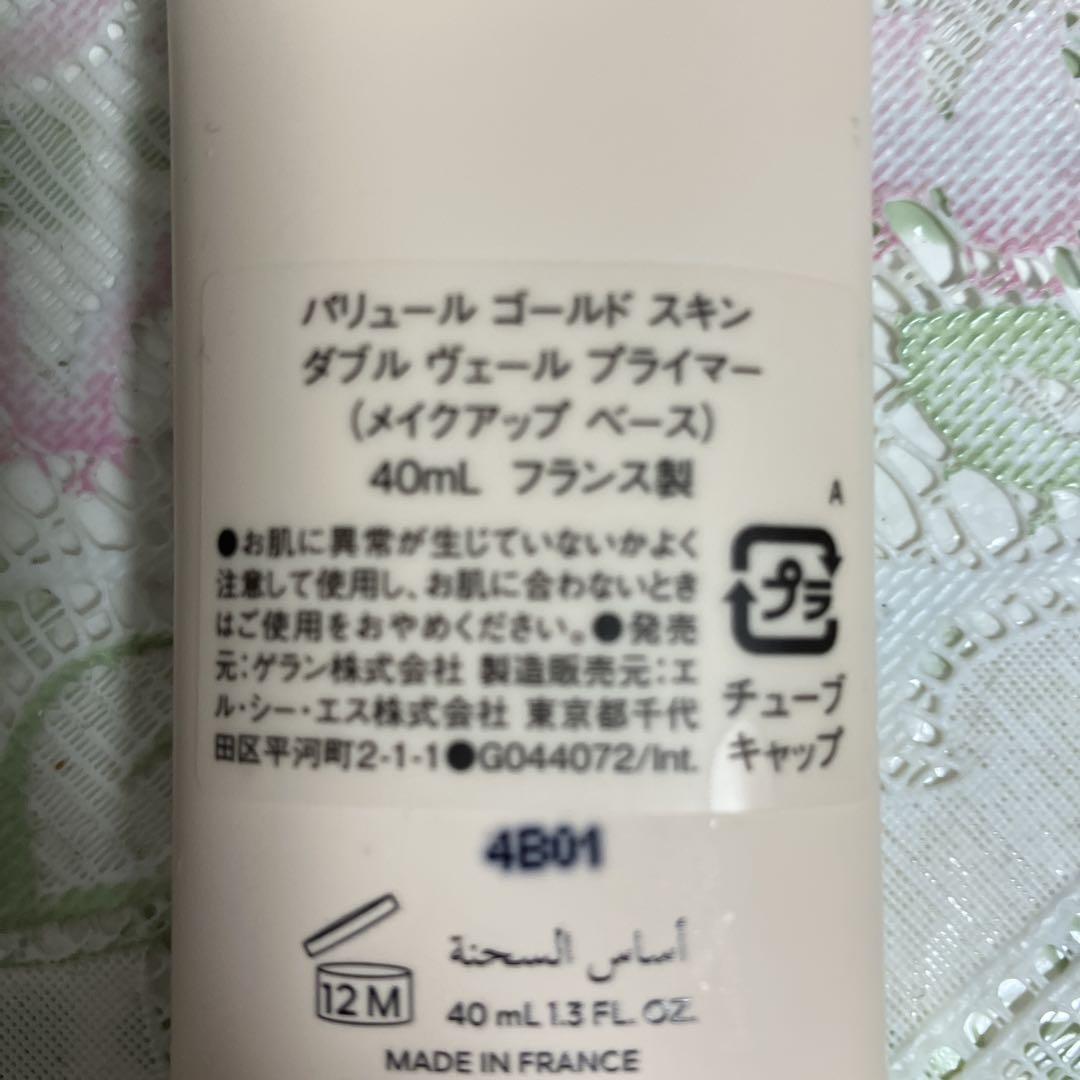 パリュール ゴールド スキン
ダブル ヴェール プライマー
(メイクアップ ベース)
40mL フランス製
A
●お肌に異常が生じていないかよく
注意して使用し、お肌に合わないとき
はご使用をおやめください。●発売
元:ゲラン株式会社 製造販売元:エ
ル・シー・エス株式会社 東京都千代
田区平河町2-1-1●G044072/Int.
プラ
チューブ
キャップ
4B01
12 M
أساس السحنة
40 mL 1.3 FL. OZ.
MADE IN FRANCE